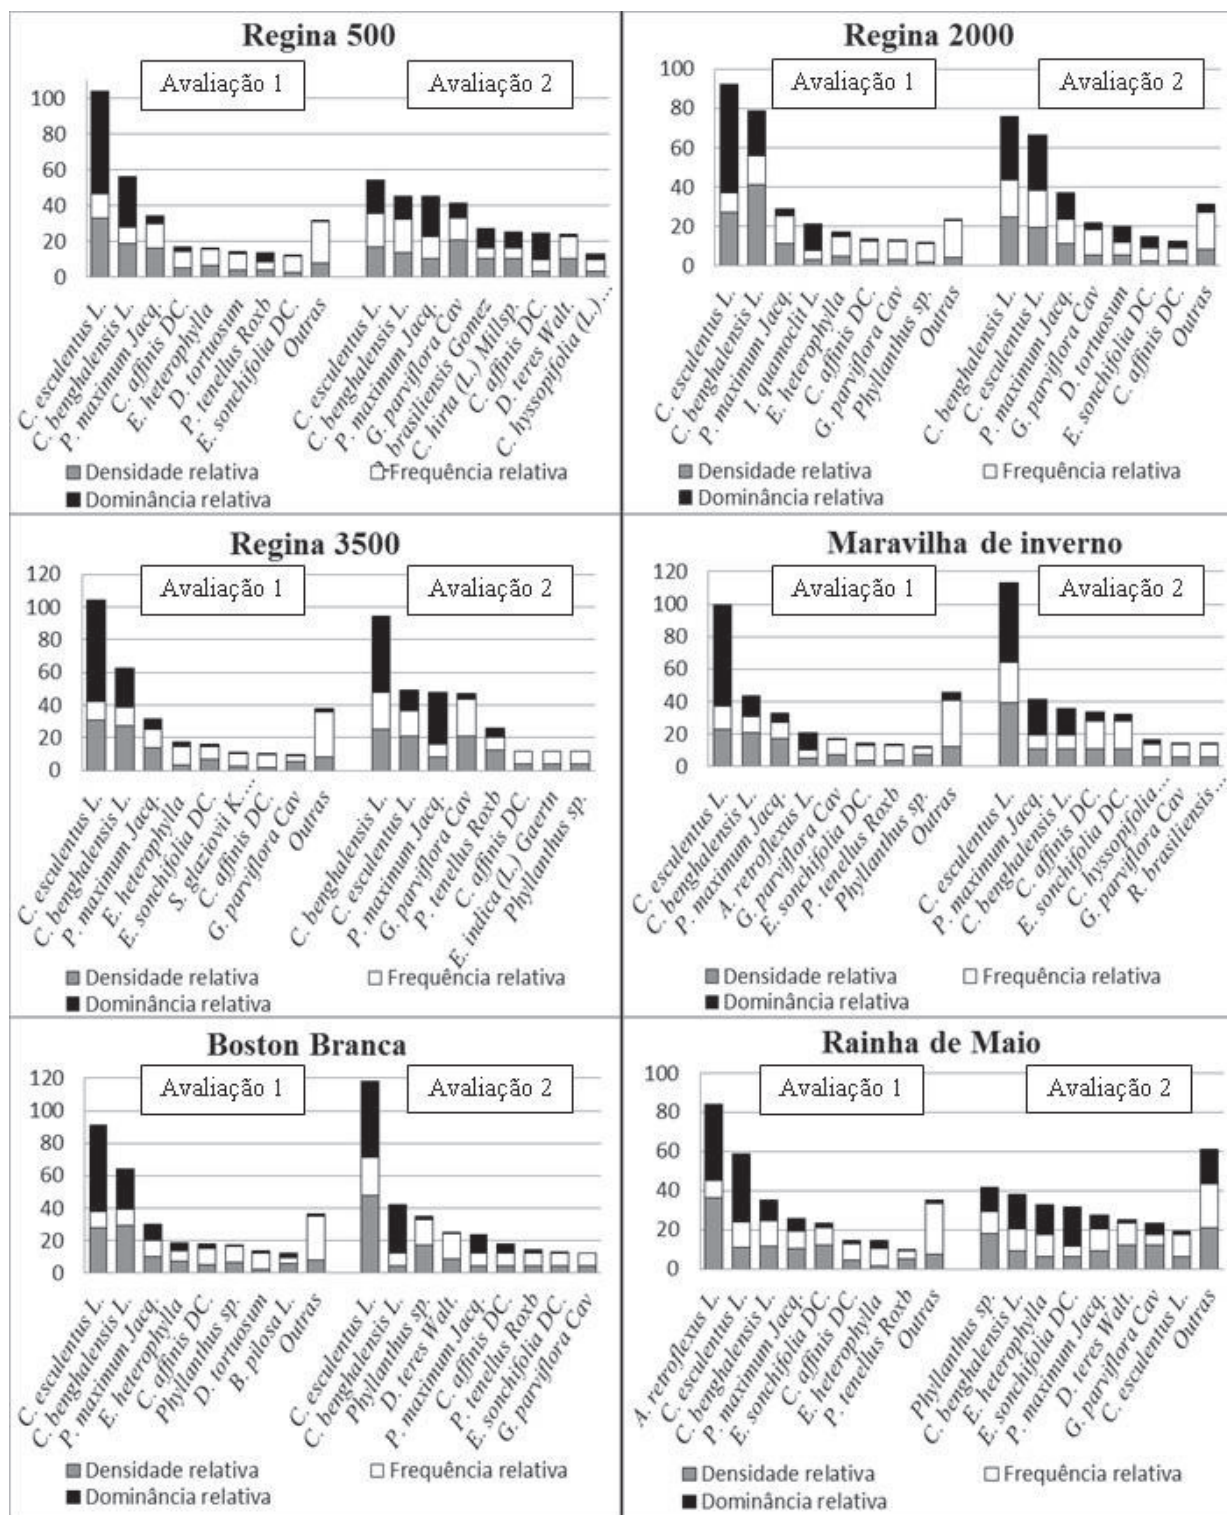 Regina 500
Avaliação 1
Avaliação 2
100
80
60
40
20
0
C. esculentus L.
C. benghalensis L.
P. maximum Jacq.
C. affinis DC.
E. heterophylla
D. tortuosum
P. tenellus Roxb
E. sonchifolia DC.
Outras
C. esculentus L.
C. benghalensis L.
P. maximum Jacq.
G. parviflora Cav
brasiliensis Gomez
C. hirta (L.) Millsp.
C. affinis DC.
D. teres Walt.
C. hyssopifolia (L.)...
Densidade relativa
Frequência relativa
Dominância relativa
Regina 2000
Avaliação 1
Avaliação 2
100
80
60
40
20
0
C. esculentus L.
C. benghalensis L.
P. maximum Jacq.
I. quamoclit L.
E. heterophylla
C. affinis DC.
G. parviflora Cav
Phyllanthus sp.
Outras
C. benghalensis L.
C. esculentus L.
P. maximum Jacq.
G. parviflora Cav
D. tortuosum
E. sonchifolia DC.
C. affinis DC.
Outras
Densidade relativa
Frequência relativa
Dominância relativa
Regina 3500
Avaliação 1
Avaliação 2
120
100
80
60
40
20
0
C. esculentus L.
C. benghalensis L.
P. maximum Jacq.
E. heterophylla
E. sonchifolia DC.
S. glaziovii K....
C. affinis DC.
G. parviflora Cav
Outras
C. benghalensis L.
C. esculentus L.
P. maximum Jacq.
G. parviflora Cav
P. tenellus Roxb
C. affinis DC.
E. indica (L.) Gaertn
Phyllanthus sp.
Densidade relativa
Frequência relativa
Dominância relativa
Maravilha de inverno
Avaliação 1
Avaliação 2
120
100
80
60
40
20
0
C. esculentus L.
C. benghalensis L.
P. maximum Jacq.
A. retroflexus L.
G. parviflora Cav
E. sonchifolia DC.
P. tenellus Roxb
Phyllanthus sp.
Outras
C. esculentus L.
P. maximum Jacq.
C. benghalensis L.
C. affinis DC.
E. sonchifolia DC.
C. hyssopifolia...
G. parviflora Cav
R. brasiliensis...
Densidade relativa
Frequência relativa
Dominância relativa
Boston Branca
Avaliação 1
Avaliação 2
120
100
80
60
40
20
0
C. esculentus L.
C. benghalensis L.
P. maximum Jacq.
E. heterophylla
C. affinis DC.
Phyllanthus sp.
D. tortuosum
B. pilosa L.
Outras
C. esculentus L.
C. benghalensis L.
Phyllanthus sp.
D. teres Walt.
P. maximum Jacq.
C. affinis DC.
P. tenellus Roxb
E. sonchifolia DC.
G. parviflora Cav
Densidade relativa
Frequência relativa
Dominância relativa
Rainha de Maio
Avaliação 1
Avaliação 2
100
80
60
40
20
0
A. retroflexus L.
C. esculentus L.
C. benghalensis L.
P. maximum Jacq.
E. sonchifolia DC.
C. affinis DC.
E. heterophylla
P. tenellus Roxb
Outras
Phyllanthus sp.
C. benghalensis L.
E. heterophylla
E. sonchifolia DC.
P. maximum Jacq.
D. teres Walt.
G. parviflora Cav
C. esculentus L.
Outras
Densidade relativa
Frequência relativa
Dominância relativa